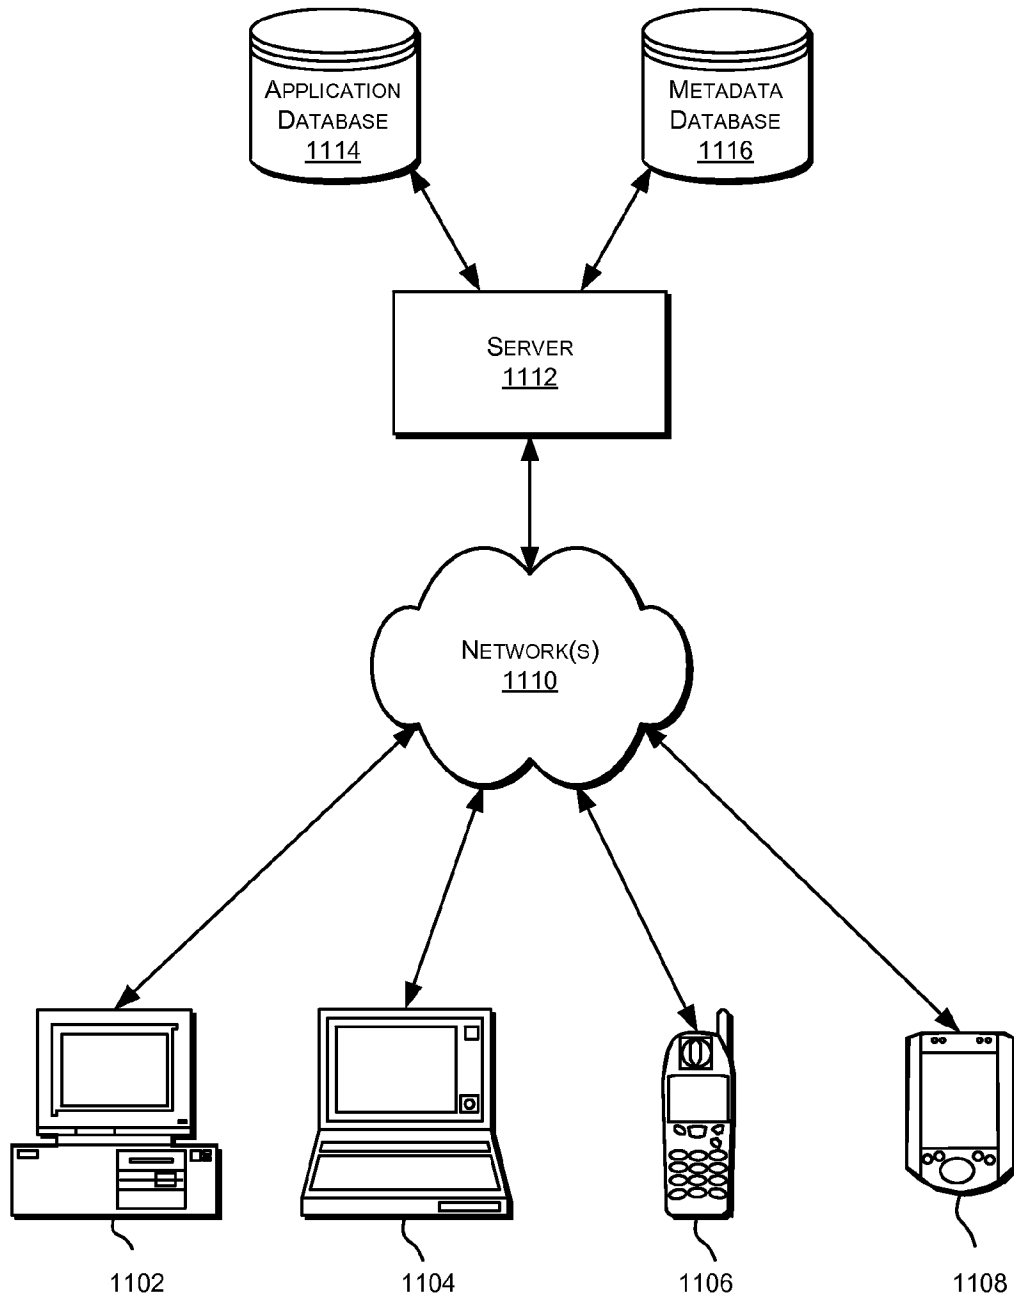 APPLICATION
DATABASE
1114
METADATA
DATABASE
1116
SERVER
1112
NETWORK(S)
1110
1102
1104
1106
1108